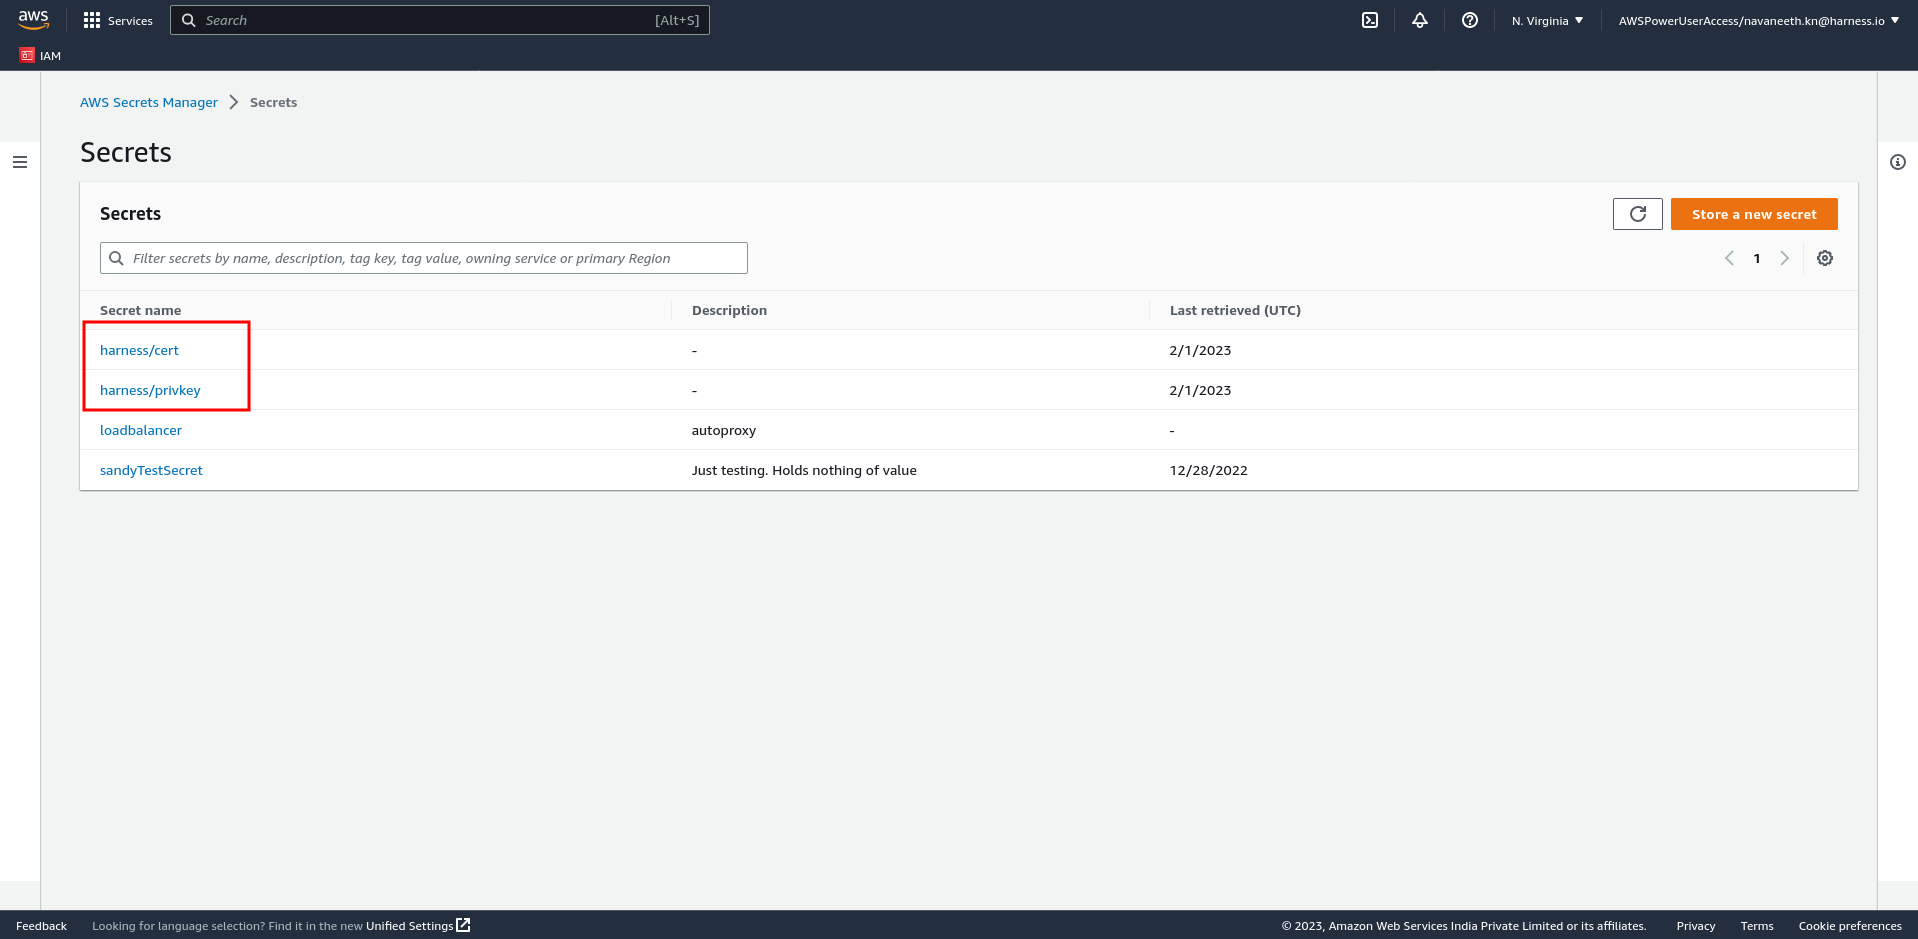 aws Services Search [Alt+S] N. Virginia AWSPowerUserAccess/navaneeth.kn@harness.io
IAM
AWS Secrets Manager Secrets
Secrets
Secrets Store a new secret
Filter secrets by name, description, tag key, tag value, owning service or primary Region 1
Secret name Description Last retrieved (UTC)
harness/cert - 2/1/2023
harness/privkey - 2/1/2023
loadbalancer autoproxy -
sandyTestSecret Just testing. Holds nothing of value 12/28/2022
Feedback Looking for language selection? Find it in the new Unified Settings © 2023, Amazon Web Services India Private Limited or its affiliates. Privacy Terms Cookie preferences